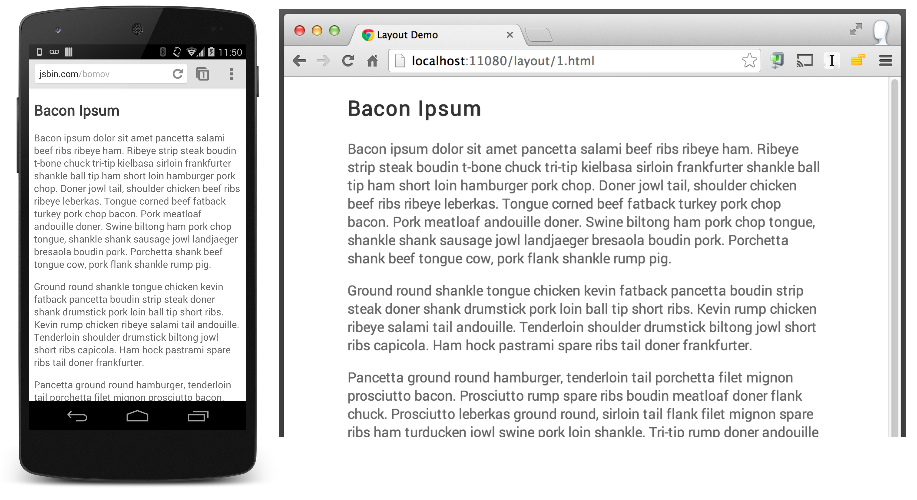 11:50
jsbin.com/bomov
1
Bacon Ipsum
Bacon ipsum dolor sit amet pancetta salami
beef ribs ribeye ham. Ribeye strip steak boudin
t-bone chuck tri-tip kielbasa sirloin frankfurter
shankle ball tip ham short loin hamburger pork
chop. Doner jowl tail, shoulder chicken beef ribs
ribeye leberkas. Tongue corned beef fatback
turkey pork chop bacon. Pork meatloaf
andouille doner. Swine biltong ham pork chop
tongue, shankle shank sausage jowl landjaeger
bresaola boudin pork. Porchetta shank beef
tongue cow, pork flank shankle rump pig.
Ground round shankle tongue chicken kevin
fatback pancetta boudin strip steak doner
shank drumstick pork loin ball tip short ribs.
Kevin rump chicken ribeye salami tail andouille.
Tenderloin shoulder drumstick biltong jowl
short ribs capicola. Ham hock pastrami spare
ribs tail doner frankfurter.
Pancetta ground round hamburger, tenderloin
tail porchetta filet mignon prosciutto bacon.
Layout Demo
localhost:11080/layout/1.html
Bacon Ipsum
Bacon ipsum dolor sit amet pancetta salami beef ribs ribeye ham. Ribeye
strip steak boudin t-bone chuck tri-tip kielbasa sirloin frankfurter shankle ball
tip ham short loin hamburger pork chop. Doner jowl tail, shoulder chicken
beef ribs ribeye leberkas. Tongue corned beef fatback turkey pork chop
bacon. Pork meatloaf andouille doner. Swine biltong ham pork chop tongue,
shankle shank sausage jowl landjaeger bresaola boudin pork. Porchetta
shank beef tongue cow, pork flank shankle rump pig.
Ground round shankle tongue chicken kevin fatback pancetta boudin strip
steak doner shank drumstick pork loin ball tip short ribs. Kevin rump chicken
ribeye salami tail andouille. Tenderloin shoulder drumstick biltong jowl short
ribs capicola. Ham hock pastrami spare ribs tail doner frankfurter.
Pancetta ground round hamburger, tenderloin tail porchetta filet mignon
prosciutto bacon. Prosciutto rump spare ribs boudin meatloaf doner flank
chuck. Prosciutto leberkas ground round, sirloin tail flank filet mignon spare
ribs ham turducken jowl swine pork loin shankle. Tri-tip rump doner andouille